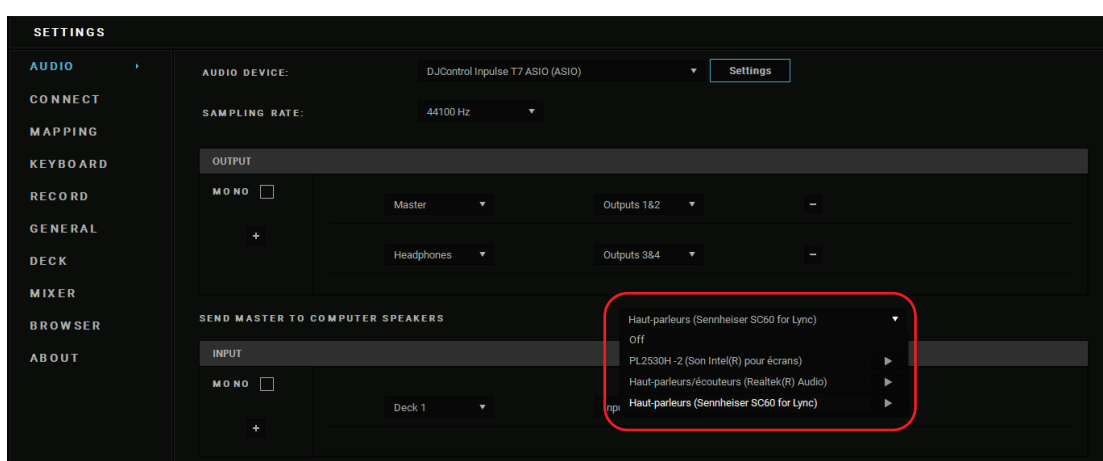 SETTINGS
AUDIO
CONNECT
MAPPING
KEYBOARD
RECORD
GENERAL
DECK
MIXER
BROWSER
ABOUT
AUDIO DEVICE: DJControl Inpulse T7 ASIO (ASIO) Settings
SAMPLING RATE: 44100 Hz
OUTPUT
MONO
Master Outputs 1&2 −
+
Headphones Outputs 3&4 −
SEND MASTER TO COMPUTER SPEAKERS Haut-parleurs (Sennheiser SC60 for Lync)
Off
PL2530H -2 (Son Intel(R) pour écrans)
Haut-parleurs/écouteurs (Realtek(R) Audio)
Haut-parleurs (Sennheiser SC60 for Lync)
INPUT
MONO
Deck 1
+